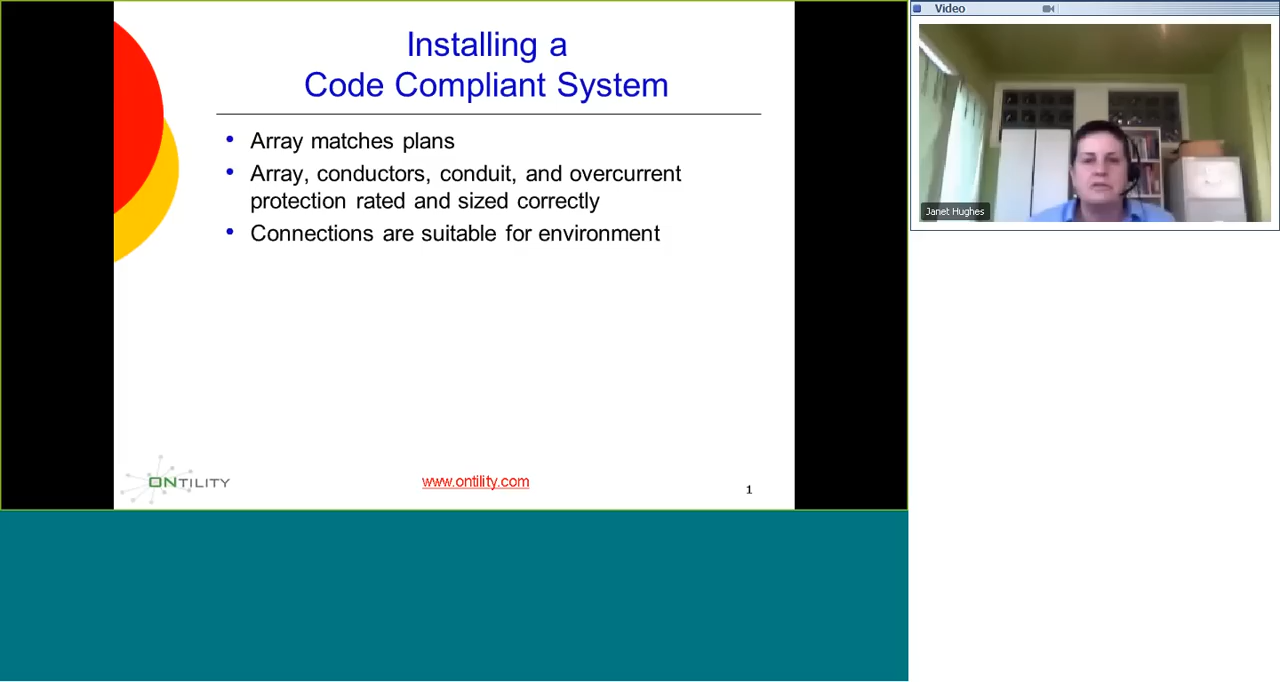 Installing a
Code Compliant System
• Array matches plans
• Array, conductors, conduit, and overcurrent
protection rated and sized correctly
• Connections are suitable for environment
ONTILITY
www.ontility.com
1
Video
Janet Hughes